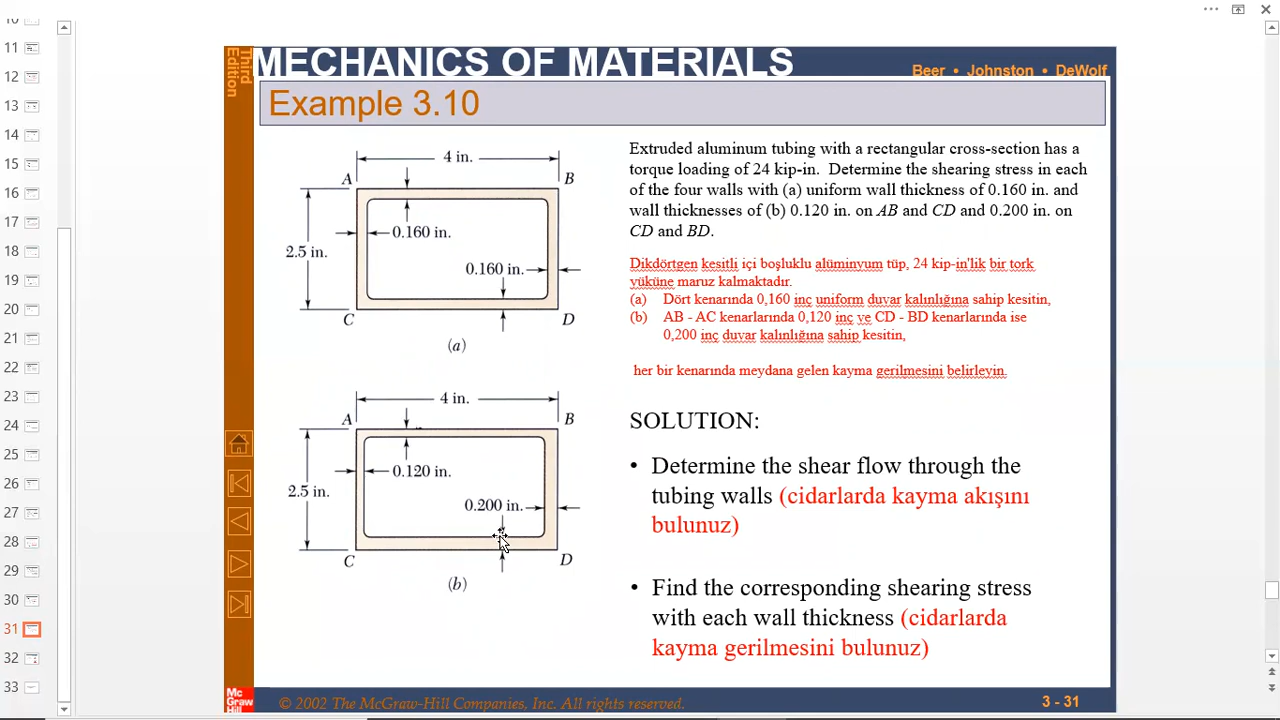 10
11
12
13
14
15
16
17
18
19
20
21
22
23
24
25
26
27
28
29
30
31
32
33
Third
Edition
MECHANICS OF MATERIALS
Beer • Johnston • DeWolf
Example 3.10
4 in.
A
B
0.160 in.
2.5 in.
0.160 in.
C
D
(a)
4 in.
A
B
0.120 in.
2.5 in.
0.200 in.
C
D
(b)
Extruded aluminum tubing with a rectangular cross-section has a
torque loading of 24 kip-in. Determine the shearing stress in each
of the four walls with (a) uniform wall thickness of 0.160 in. and
wall thicknesses of (b) 0.120 in. on AB and CD and 0.200 in. on
CD and BD.
Dikdörtgen kesitli içi boşluklu alüminyum tüp, 24 kip-in'lik bir tork
yüküne maruz kalmaktadır.
(a) Dört kenarında 0,160 inç uniform duvar kalınlığına sahip kesitin,
(b) AB - AC kenarlarında 0,120 inç ve CD - BD kenarlarında ise
0,200 inç duvar kalınlığına sahip kesitin,
her bir kenarında meydana gelen kayma gerilmesini belirleyin.
SOLUTION:
• Determine the shear flow through the
tubing walls (cidarlarda kayma akışını
bulunuz)
• Find the corresponding shearing stress
with each wall thickness (cidarlarda
kayma gerilmesini bulunuz)
Mc
Graw
Hill
© 2002 The McGraw-Hill Companies, Inc. All rights reserved.
3 - 31